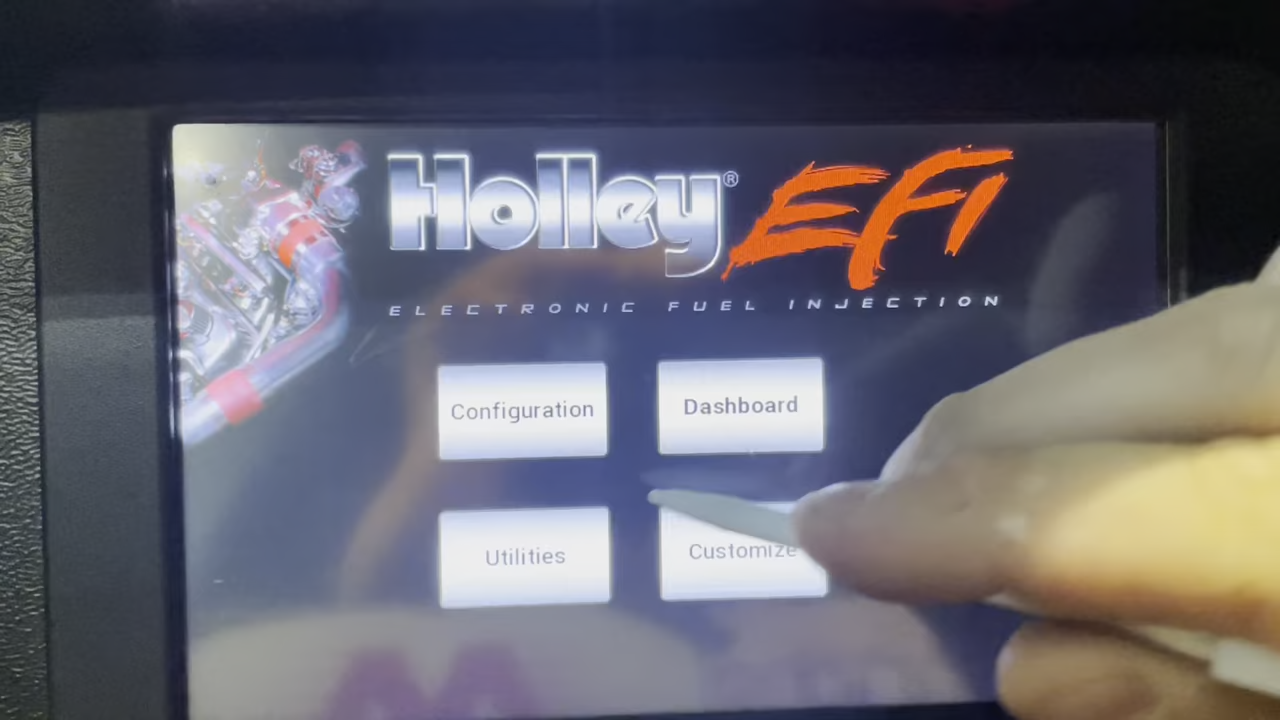 Holley® EFI
ELECTRONIC FUEL INJECTION
Configuration
Dashboard
Utilities
Customize